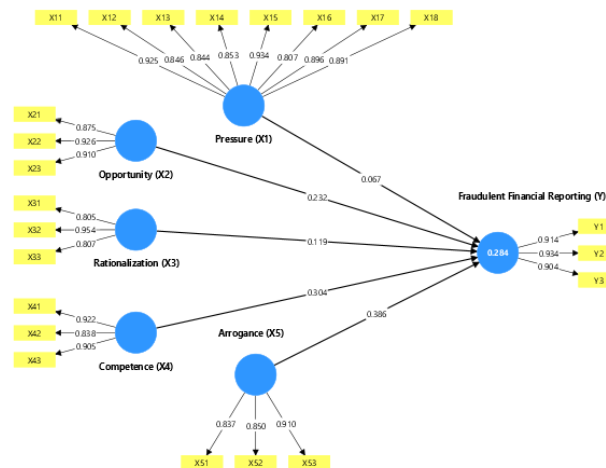 X11 X12 X13 X14 X15 X16 X17 X18
0.925 0.846 0.844 0.853 0.934 0.807 0.896 0.891
Pressure (X1)
X21
X22
X23
0.875
0.926
0.910
Opportunity (X2)
X31
X32
X33
0.805
0.954
0.807
Rationalization (X3)
X41
X42
X43
0.922
0.838
0.905
Competence (X4)
Arrogance (X5)
0.837 0.850 0.910
X51 X52 X53
0.067
0.232
0.119
0.304
0.386
Fraudulent Financial Reporting (Y)
0.284
0.914
0.934
0.904
Y1
Y2
Y3